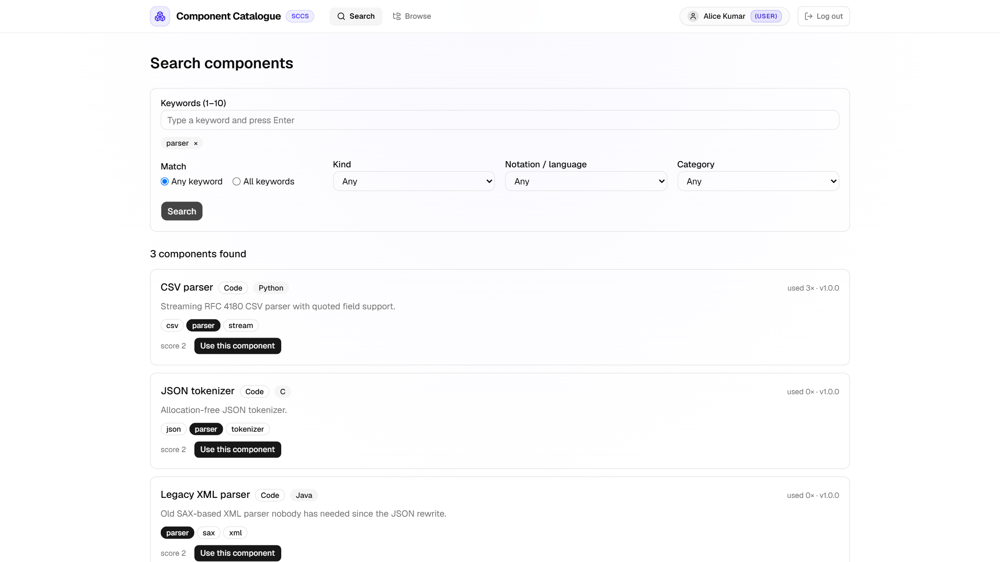 Component Catalogue SCCS Search Browse Alice Kumar (USER) Log out
Search components
Keywords (1–10)
Type a keyword and press Enter
parser ×
Match Kind Notation / language Category
Any keyword All keywords Any Any Any
Search
3 components found
CSV parser Code Python used 3× · v1.0.0
Streaming RFC 4180 CSV parser with quoted field support.
csv parser stream
score 2 Use this component
JSON tokenizer Code C used 0× · v1.0.0
Allocation-free JSON tokenizer.
json parser tokenizer
score 2 Use this component
Legacy XML parser Code Java used 0× · v1.0.0
Old SAX-based XML parser nobody has needed since the JSON rewrite.
parser sax xml
score 2 Use this component